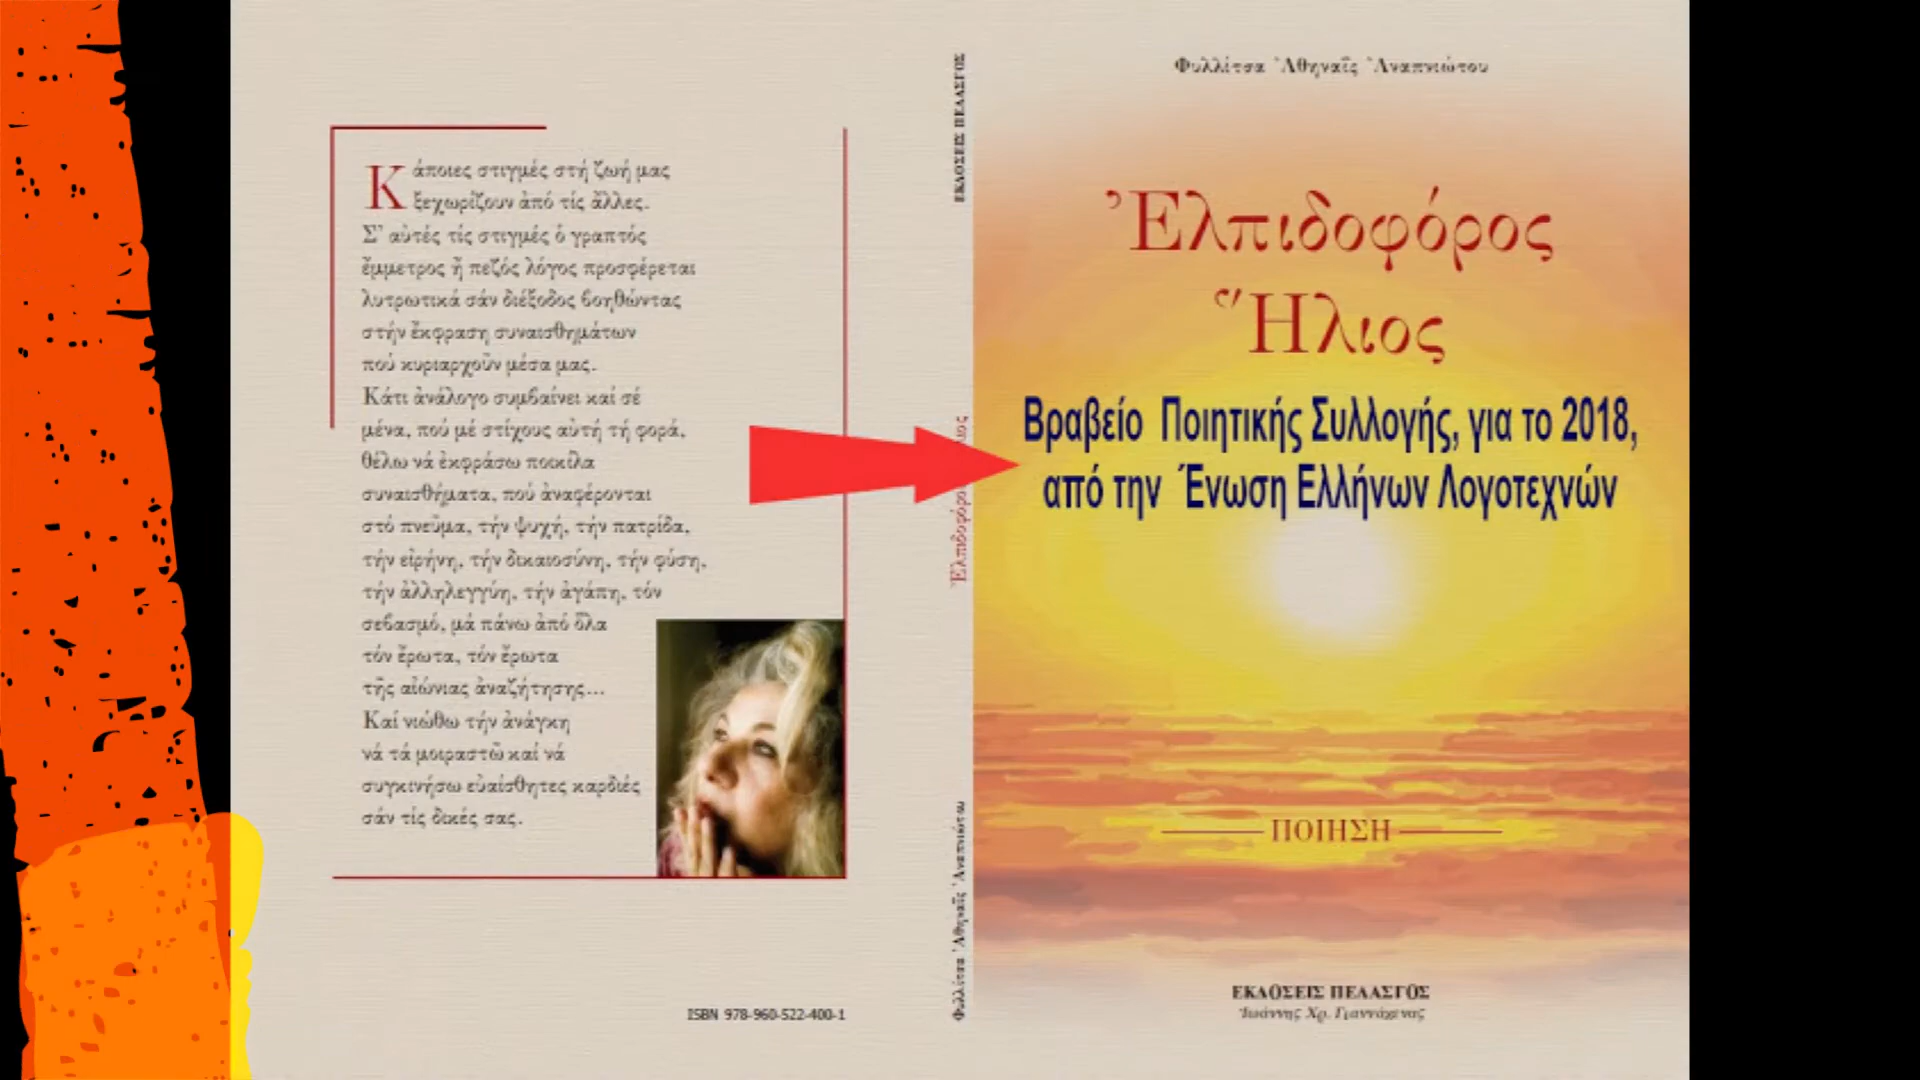 Κάποιες στιγμές στή ζωή μας
ξεχωρίζουν ἀπό τίς ἄλλες.
Σ' αὐτές τίς στιγμές ὁ γραπτός
ἔμμετρος ἤ πεζός λόγος προσφέρεται
λυτρωτικά σάν διέξοδος βοηθώντας
στήν ἔκφραση συναισθημάτων
πού κυριαρχοῦν μέσα μας.
Κάτι ἀνάλογο συμβαίνει καί σέ
μένα, πού μέ στίχους αὐτή τή φορά,
θέλω νά ἐκφράσω ποικίλα
συναισθήματα, πού ἀναφέρονται
στό πνεῦμα, τήν ψυχή, τήν πατρίδα,
τήν εἰρήνη, τήν δικαιοσύνη, τήν φύση,
τήν ἀλληλεγγύη, τήν ἀγάπη, τόν
σεβασμό, μά πάνω ἀπό ὅλα
τόν ἔρωτα, τόν ἔρωτα
τῆς αἰώνιας ἀναζήτησης...
Καί νιώθω τήν ἀνάγκη
νά τά μοιραστῶ καί νά
συγκινήσω εὐαίσθητες καρδιές
σάν τίς δικές σας.
ISBN 978-960-522-400-1
ΕΚΔΟΣΕΙΣ ΠΕΛΑΣΓΟΣ
Φυλλίτσα Ἀθηναΐς Ἀναπνιώτου
Φυλλίτσα Ἀθηναΐς Ἀναπνιώτου
Ἐλπιδοφόρος
Ἥλιος
Βραβείο Ποιητικής Συλλογής, για το 2018,
από την Ένωση Ελλήνων Λογοτεχνών
ΠΟΙΗΣΗ
ΕΚΔΟΣΕΙΣ ΠΕΛΑΣΓΟΣ
Ἰωάννης Χρ. Γιαννάκενας